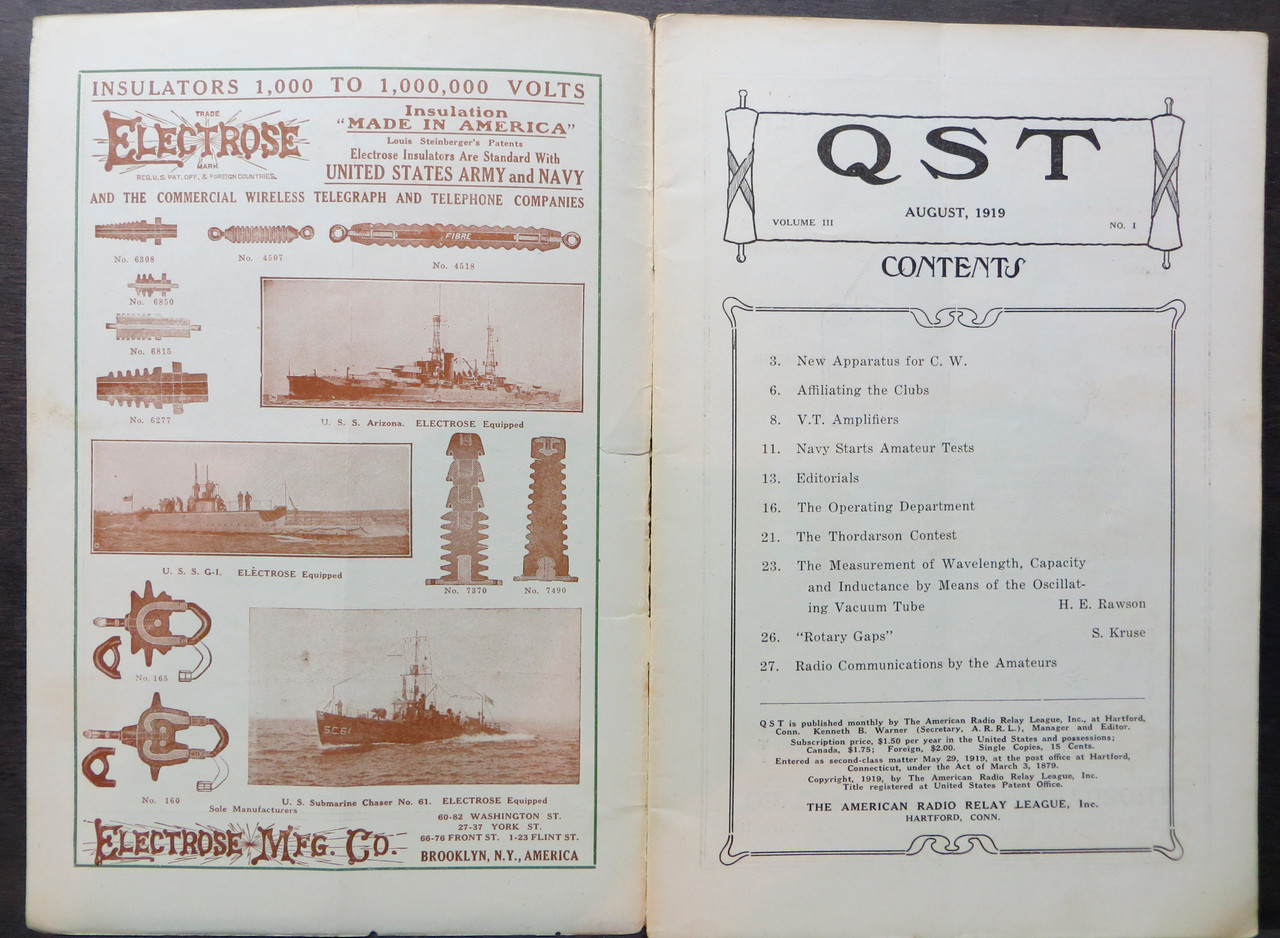 INSULATORS 1,000 TO 1,000,000 VOLTS
TRADE
ELECTROSE
MARK
REG. U.S. PAT. OFF., & FOREIGN COUNTRIES.
Insulation
"MADE IN AMERICA"
Louis Steinberger's Patents
Electrose Insulators Are Standard With
UNITED STATES ARMY and NAVY
AND THE COMMERCIAL WIRELESS TELEGRAPH AND TELEPHONE COMPANIES
FIBRE
No. 6308
No. 4507
No. 4518
No. 6850
No. 6815
No. 6277
U. S. S. Arizona. ELECTROSE Equipped
U. S. S. G-1. ELECTROSE Equipped
No. 7370
No. 7490
No. 165
S.C.61
No. 160
U. S. Submarine Chaser No. 61. ELECTROSE Equipped
Sole Manufacturers
ELECTROSE MFG. CO.
60-82 WASHINGTON ST.
27-37 YORK ST.
66-76 FRONT ST. 1-23 FLINT ST.
BROOKLYN, N.Y., AMERICA
QST
AUGUST, 1919
VOLUME III
NO. 1
CONTENTS
3. New Apparatus for C. W.
6. Affiliating the Clubs
8. V.T. Amplifiers
11. Navy Starts Amateur Tests
13. Editorials
16. The Operating Department
21. The Thordarson Contest
23. The Measurement of Wavelength, Capacity
and Inductance by Means of the Oscillat-
ing Vacuum Tube H. E. Rawson
26. "Rotary Gaps" S. Kruse
27. Radio Communications by the Amateurs
Q S T is published monthly by The American Radio Relay League, Inc., at Hartford,
Conn. Kenneth B. Warner (Secretary, A. R. R. L.), Manager and Editor.
Subscription price, $1.50 per year in the United States and possessions;
Canada, $1.75; Foreign, $2.00. Single Copies, 15 Cents.
Entered as second-class matter May 29, 1919, at the post office at Hartford,
Connecticut, under the Act of March 3, 1879.
Copyright, 1919, by The American Radio Relay League, Inc.
Title registered at United States Patent Office.
THE AMERICAN RADIO RELAY LEAGUE, Inc.
HARTFORD, CONN.